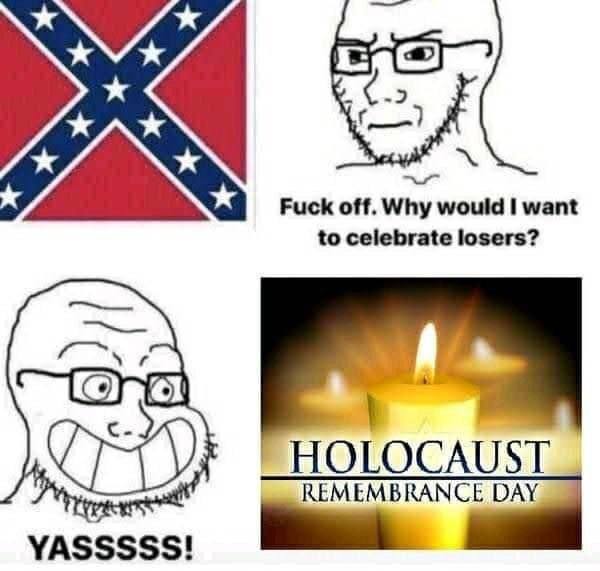 Fuck off. Why would I want
to celebrate losers?
HOLOCAUST
REMEMBRANCE DAY
YASSSSS!